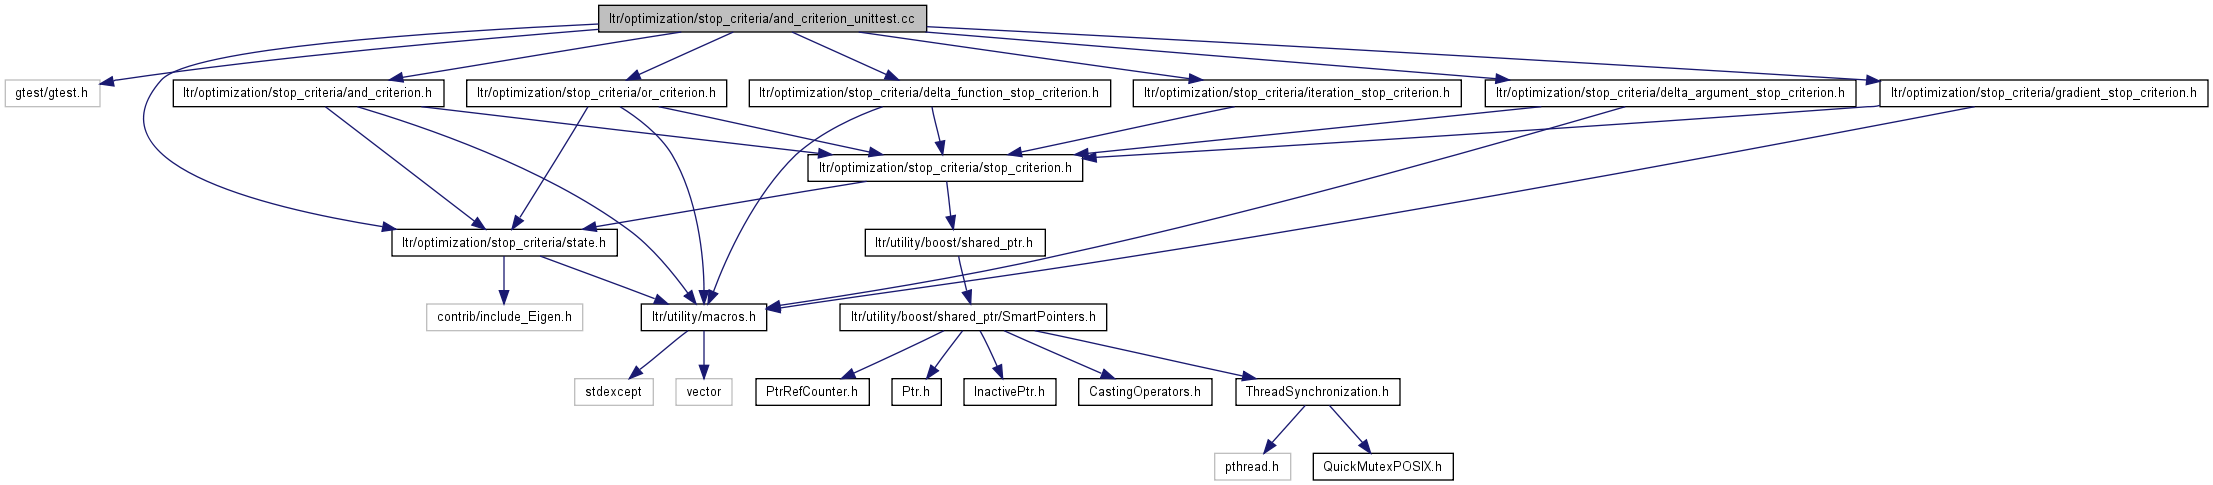 ltr/optimization/stop_criteria/and_criterion_unittest.cc
gtest/gtest.h
ltr/optimization/stop_criteria/and_criterion.h
ltr/optimization/stop_criteria/or_criterion.h
ltr/optimization/stop_criteria/delta_function_stop_criterion.h
ltr/optimization/stop_criteria/iteration_stop_criterion.h
ltr/optimization/stop_criteria/delta_argument_stop_criterion.h
ltr/optimization/stop_criteria/gradient_stop_criterion.h
ltr/optimization/stop_criteria/stop_criterion.h
ltr/optimization/stop_criteria/state.h
ltr/utility/boost/shared_ptr.h
contrib/include_Eigen.h
ltr/utility/macros.h
ltr/utility/boost/shared_ptr/SmartPointers.h
stdexcept
vector
PtrRefCounter.h
Ptr.h
InactivePtr.h
CastingOperators.h
ThreadSynchronization.h
pthread.h
QuickMutexPOSIX.h